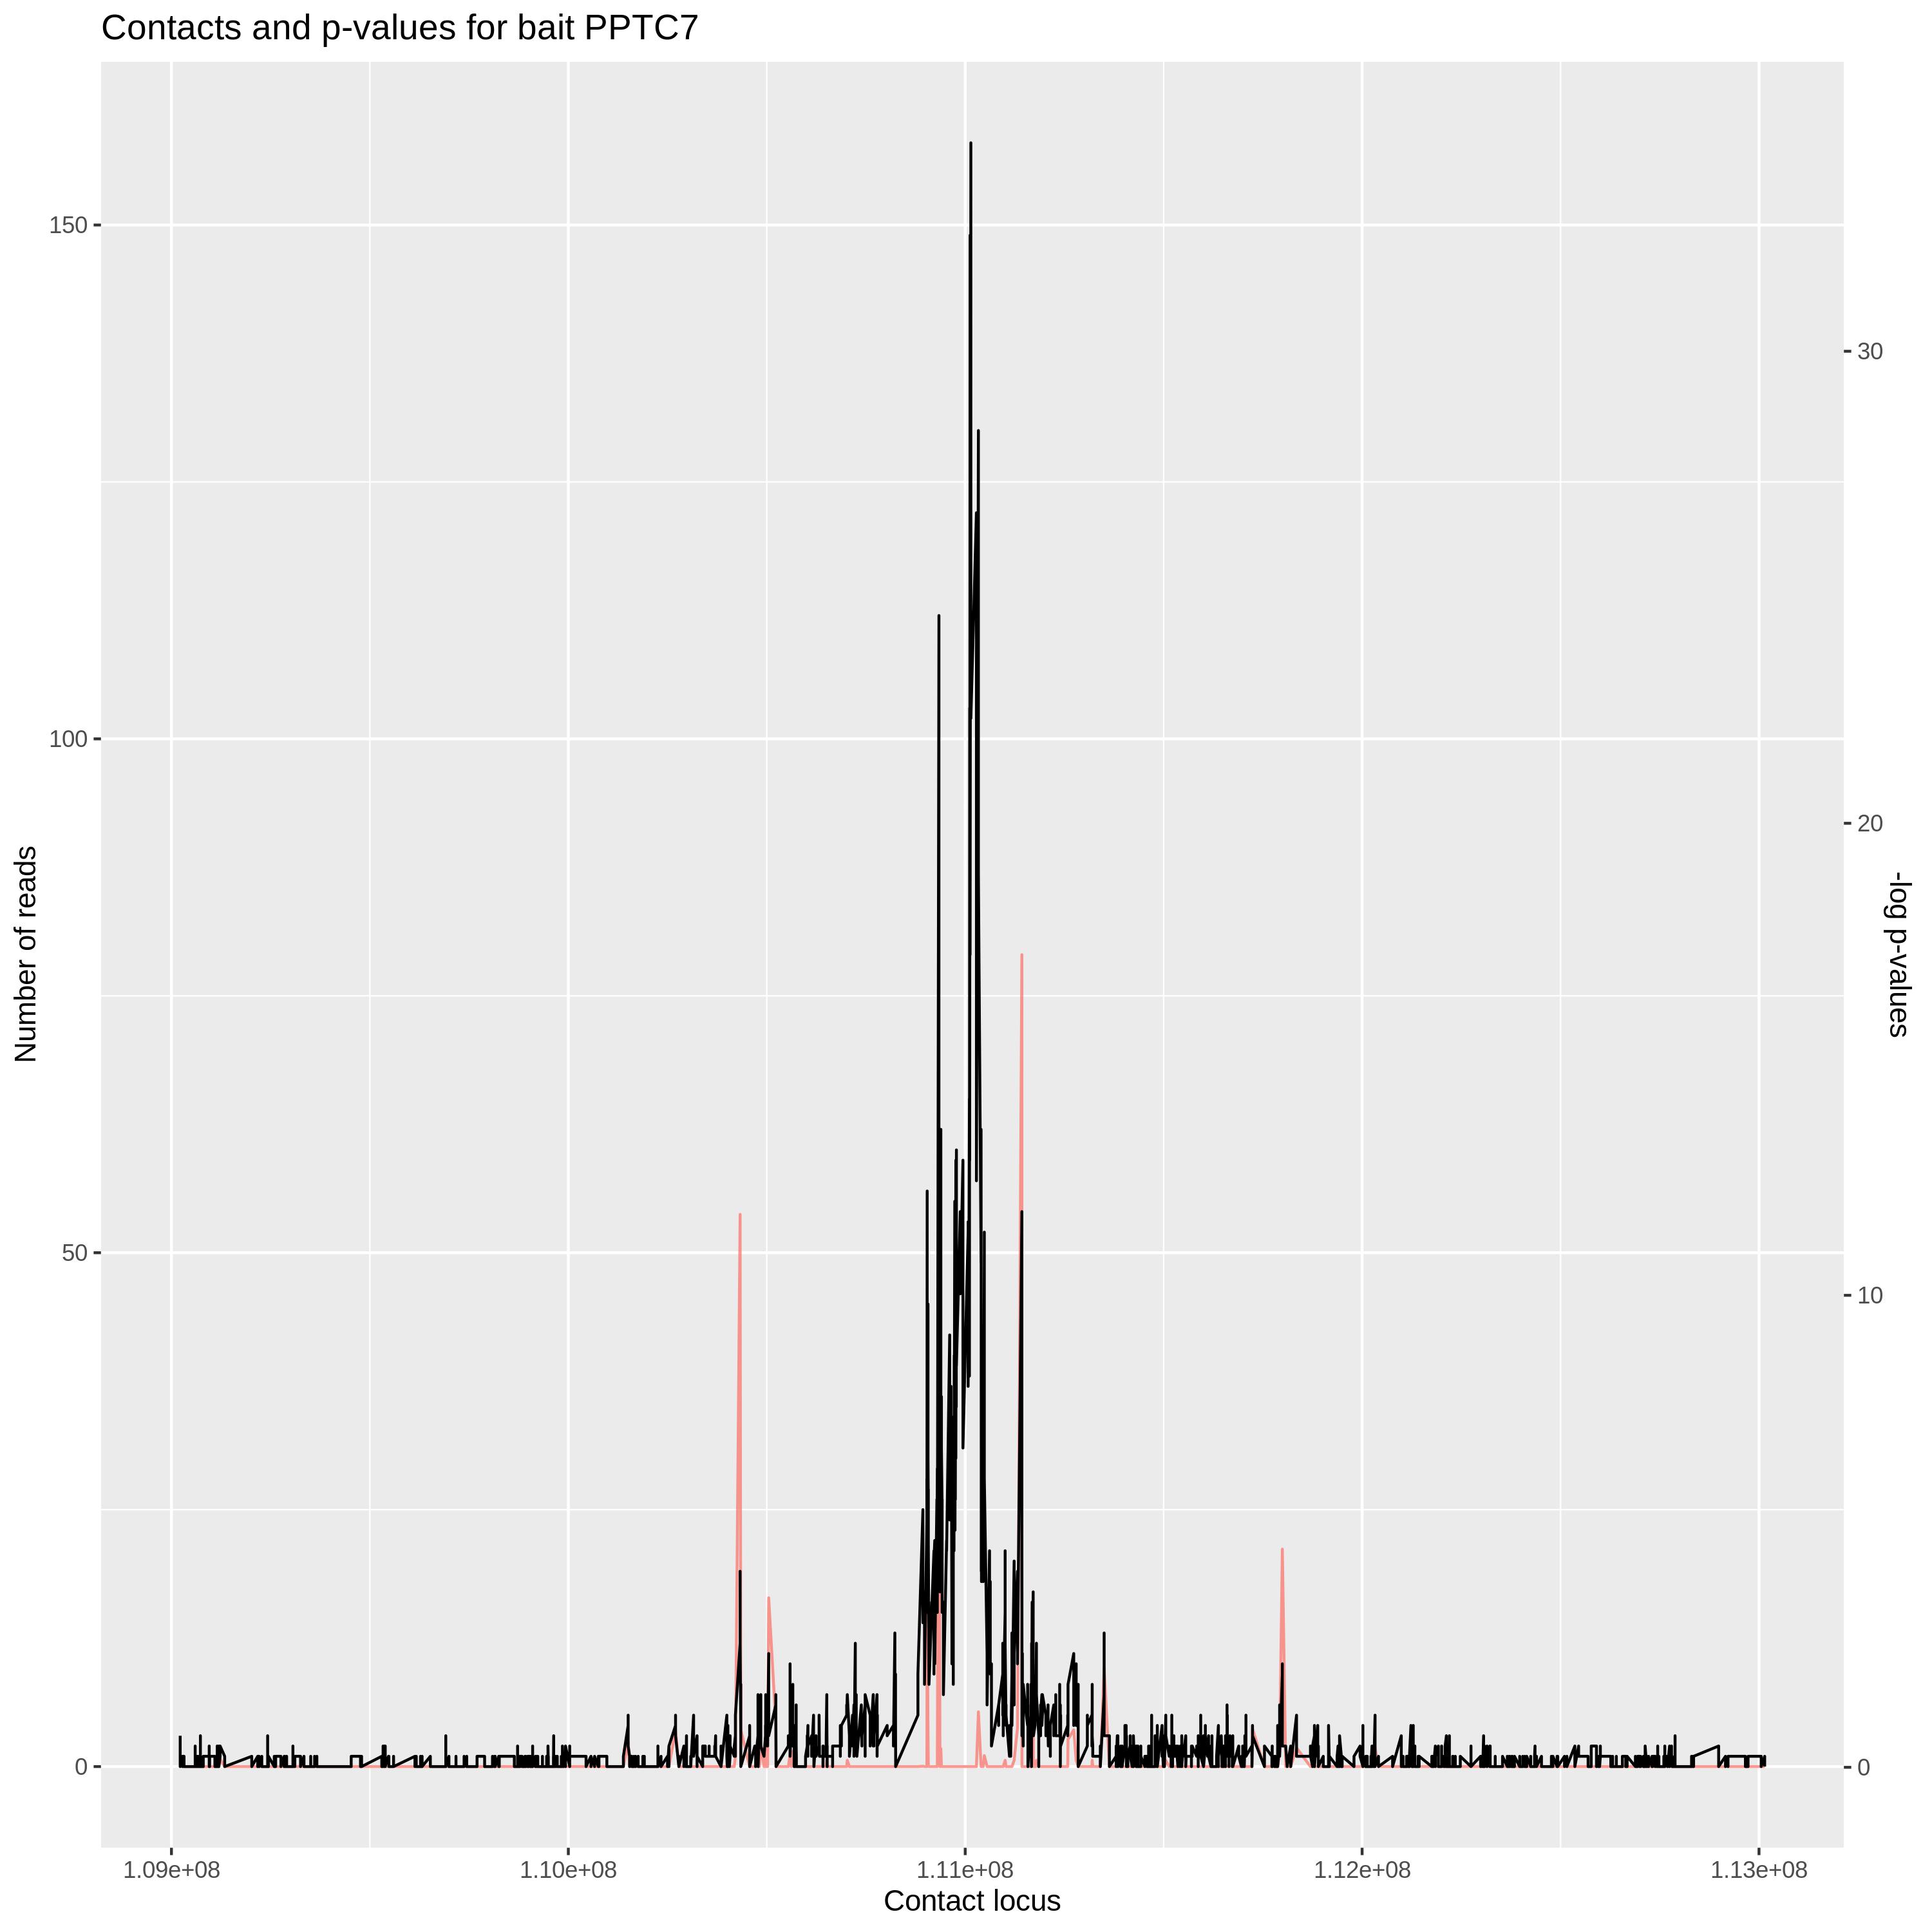 Contacts and p-values for bait PPTC7
150
100
50
0
Number of reads
30
20
10
0
-log p-values
1.09e+08
1.10e+08
1.11e+08
1.12e+08
1.13e+08
Contact locus